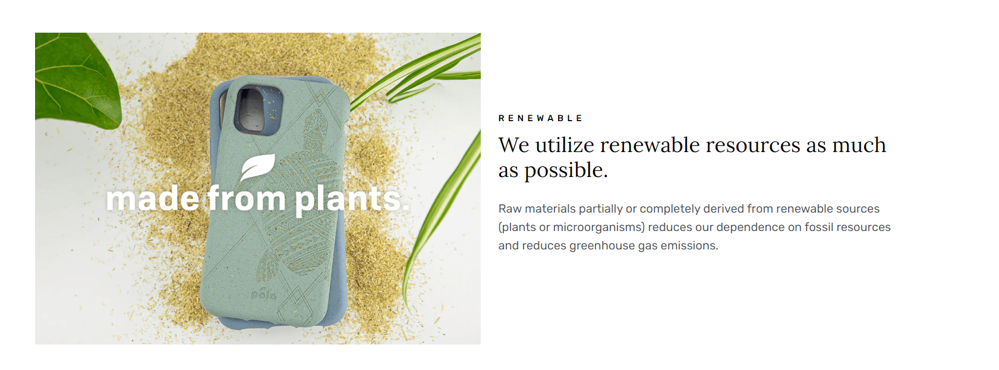 made from plants.
pela
RENEWABLE
We utilize renewable resources as much
as possible.
Raw materials partially or completely derived from renewable sources
(plants or microorganisms) reduces our dependence on fossil resources
and reduces greenhouse gas emissions.